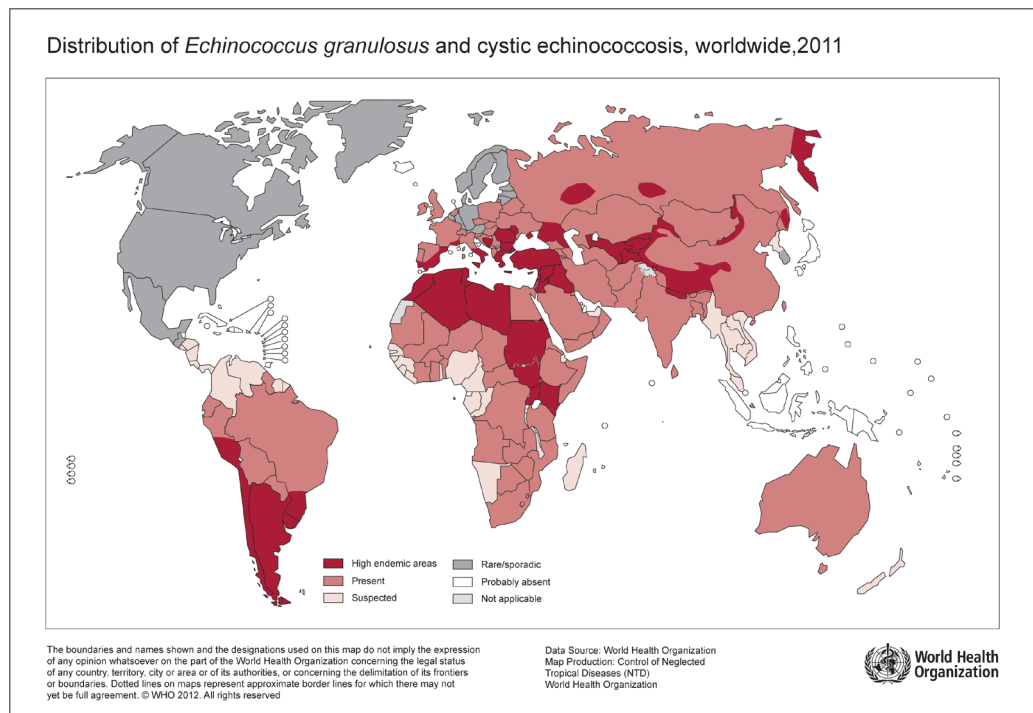 Distribution of Echinococcus granulosus and cystic echinococcosis, worldwide,2011
High endemic areas
Present
Suspected
Rare/sporadic
Probably absent
Not applicable
The boundaries and names shown and the designations used on this map do not imply the expression
of any opinion whatsoever on the part of the World Health Organization concerning the legal status
of any country, territory, city or area or of its authorities, or concerning the delimitation of its frontiers
or boundaries. Dotted lines on maps represent approximate border lines for which there may not
yet be full agreement. © WHO 2012. All rights reserved
Data Source: World Health Organization
Map Production: Control of Neglected
Tropical Diseases (NTD)
World Health Organization
World Health
Organization